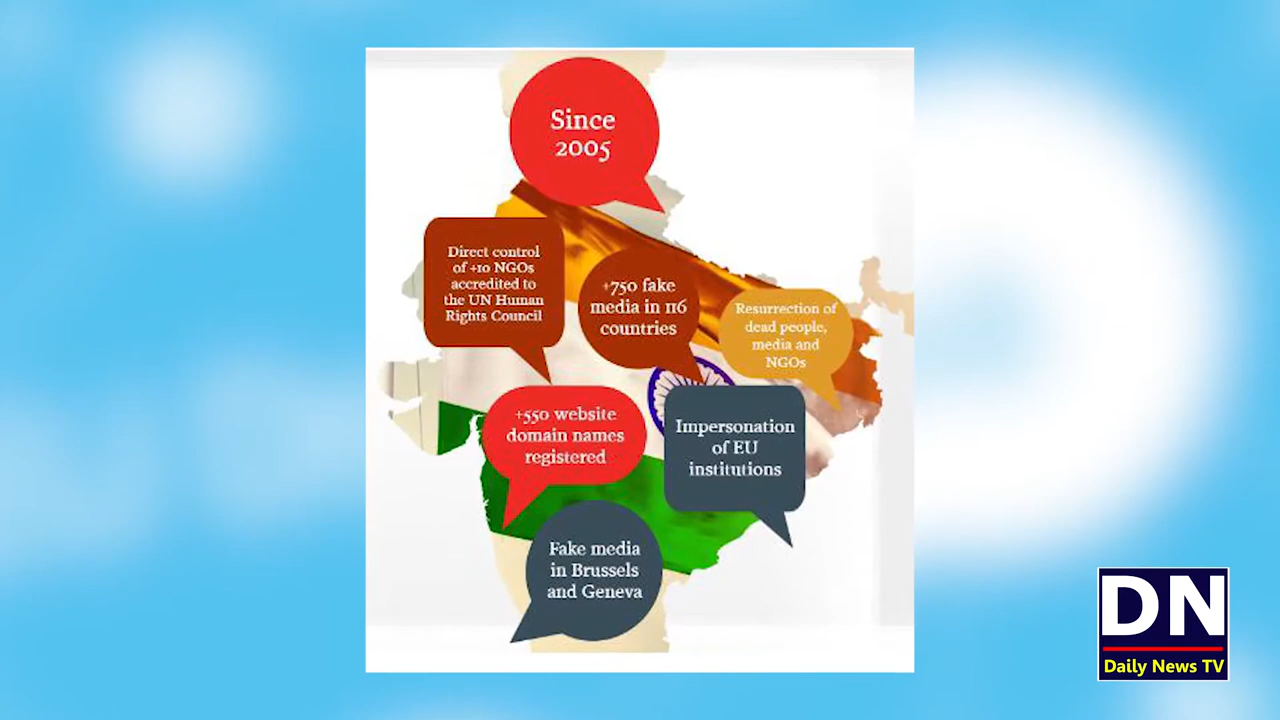 Since
2005
Direct control
of +10 NGOs
accredited to
the UN Human
Rights Council
+750 fake
media in 116
countries
Resurrection of
dead people,
media and
NGOs
+550 website
domain names
registered
Impersonation
of EU
institutions
Fake media
in Brussels
and Geneva
DN
Daily News TV